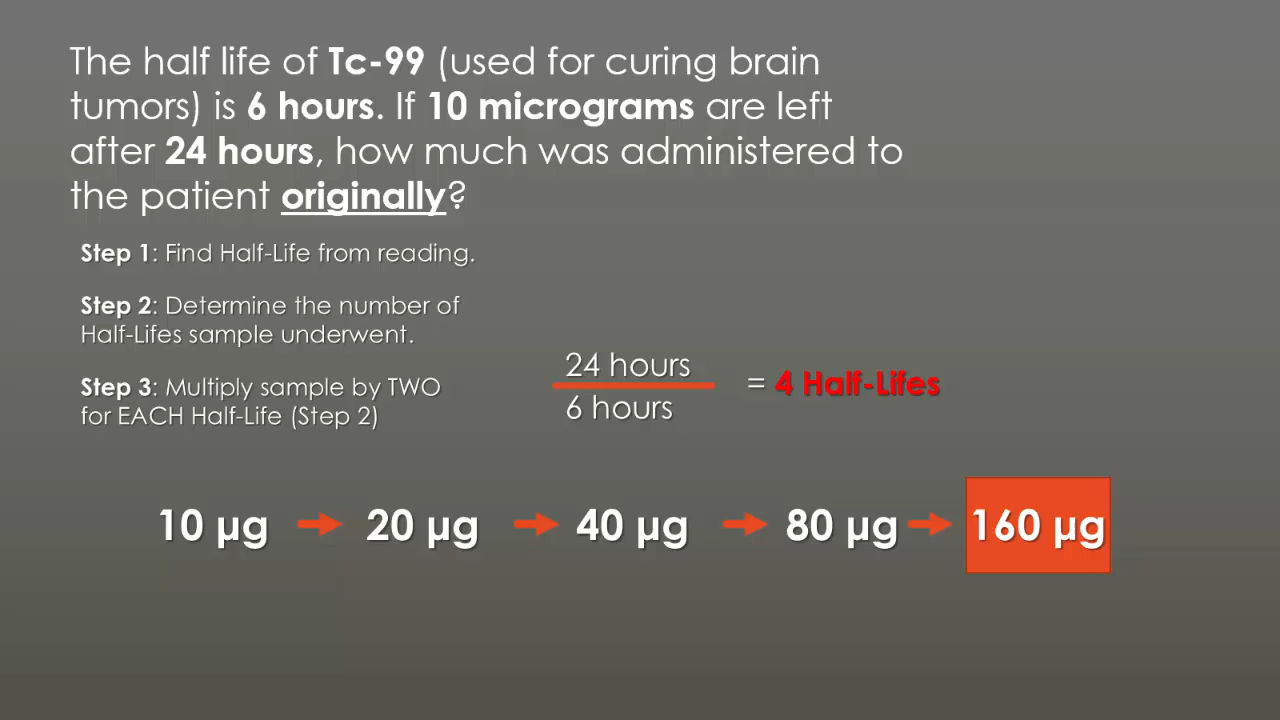 The half life of Tc-99 (used for curing brain
tumors) is 6 hours. If 10 micrograms are left
after 24 hours, how much was administered to
the patient originally?
Step 1: Find Half-Life from reading.
Step 2: Determine the number of
Half-Lifes sample underwent.
Step 3: Multiply sample by TWO
for EACH Half-Life (Step 2)
24 hours
6 hours
= 4 Half-Lifes
10 µg
20 µg
40 µg
80 µg
160 µg